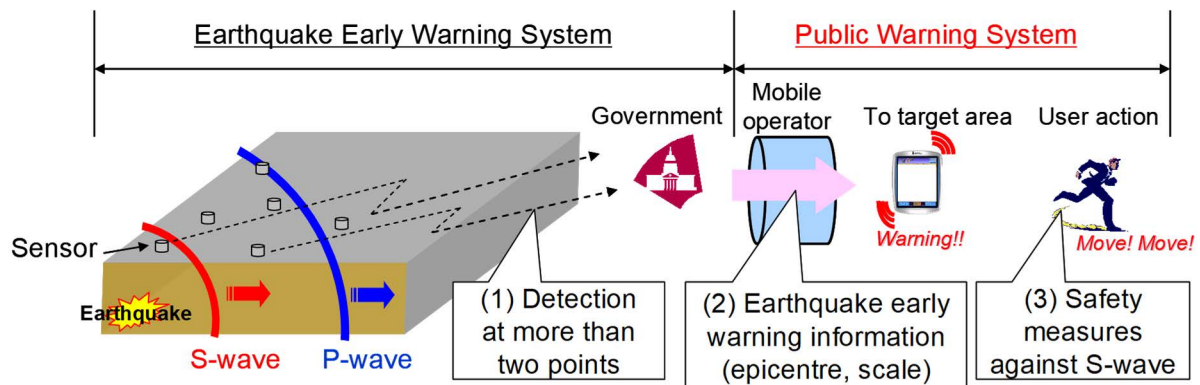 Earthquake Early Warning System
Public Warning System
Government
Mobile
operator
To target area
User action
Sensor
Warning!!
Move! Move!
Earthquake
S-wave
P-wave
(1) Detection
at more than
two points
(2) Earthquake early
warning information
(epicentre, scale)
(3) Safety
measures
against S-wave